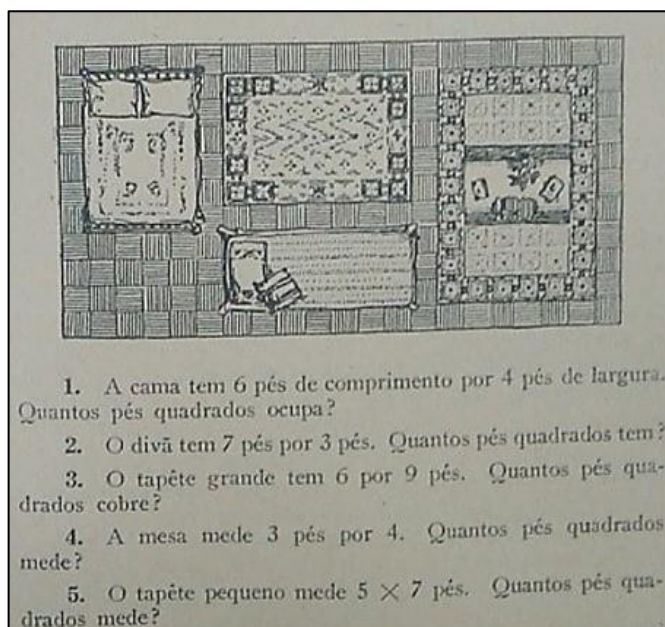 1. A cama tem 6 pés de comprimento por 4 pés de largura.
Quantos pés quadrados ocupa?
2. O divã tem 7 pés por 3 pés. Quantos pés quadrados tem?
3. O tapête grande tem 6 por 9 pés. Quantos pés qua-
drados cobre?
4. A mesa mede 3 pés por 4. Quantos pés quadrados
mede?
5. O tapête pequeno mede 5 × 7 pés. Quantos pés qua-
drados mede?